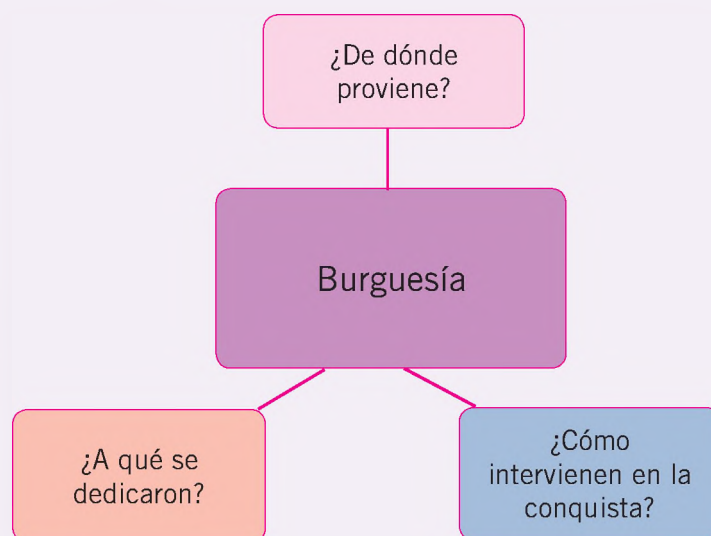 ¿De dónde
proviene?
Burguesía
¿A qué se
dedicaron?
¿Cómo
intervienen en la
conquista?